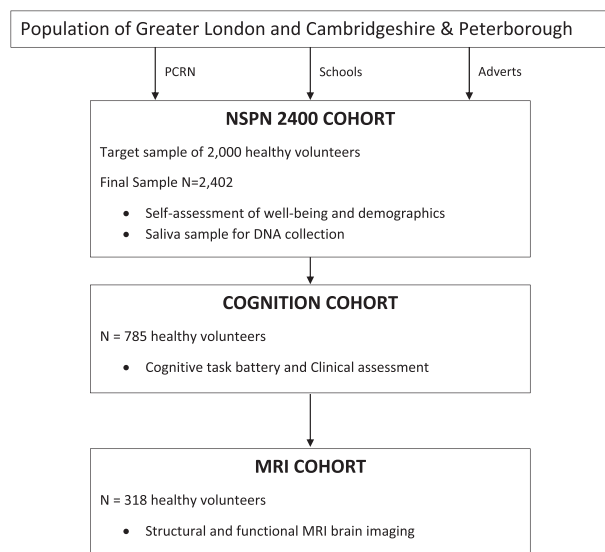 Population of Greater London and Cambridgeshire & Peterborough
PCRN
Schools
Adverts
NSPN 2400 COHORT
Target sample of 2,000 healthy volunteers
Final Sample N=2,402
• Self-assessment of well-being and demographics
• Saliva sample for DNA collection
COGNITION COHORT
N = 785 healthy volunteers
• Cognitive task battery and Clinical assessment
MRI COHORT
N = 318 healthy volunteers
• Structural and functional MRI brain imaging